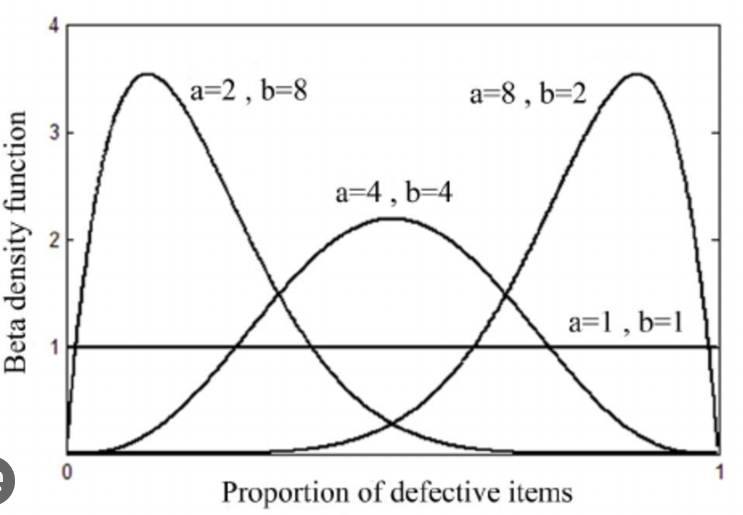 4
3
2
1
0
1
Beta density function
Proportion of defective items
a=2 , b=8
a=8 , b=2
a=4 , b=4
a=1 , b=1